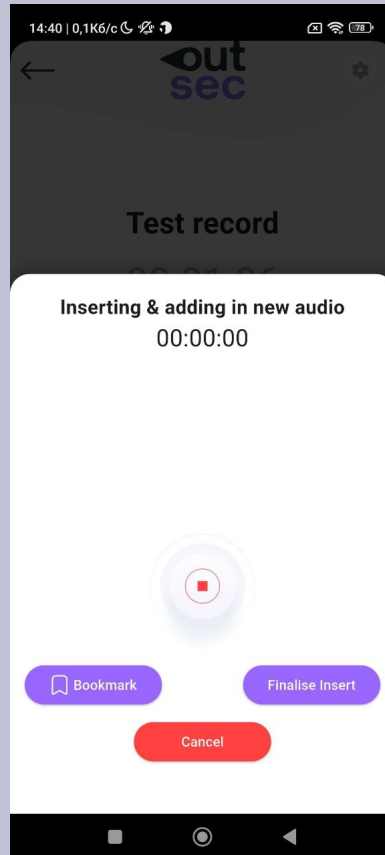 14:40 | 0,1Кб/с
78
out
sec
Test record
Inserting & adding in new audio
00:00:00
Bookmark
Finalise Insert
Cancel